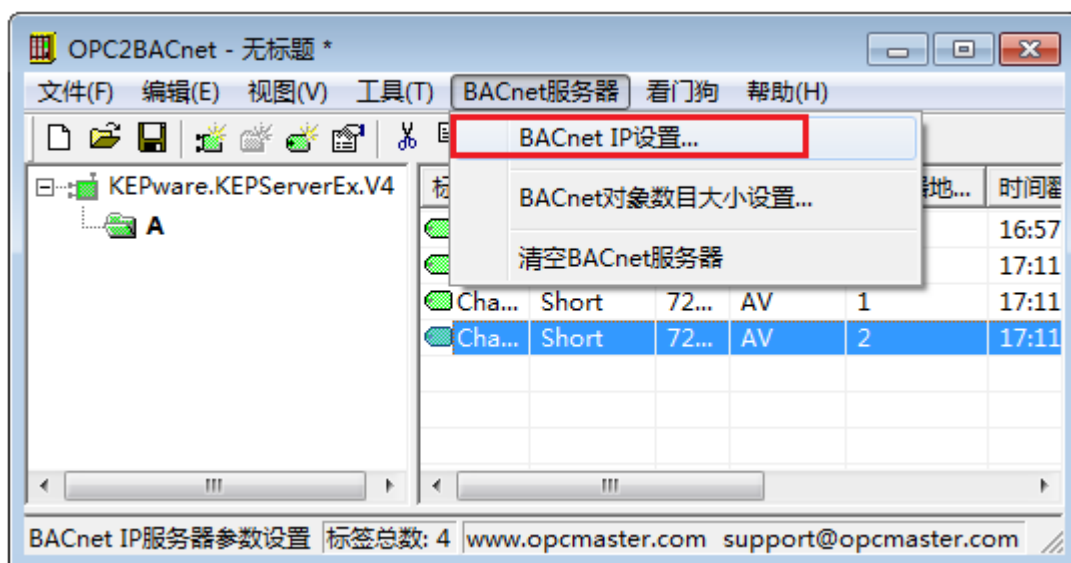 OPC2BACnet - 无标题 *
文件(F) 编辑(E) 视图(V) 工具(T) BACnet服务器 看门狗 帮助(H)
BACnet IP设置...
BACnet对象数目大小设置...
清空BACnet服务器
KEPware.KEPServerEx.V4
A
标 地... 时间
16:57
17:11
Cha... Short 72... AV 1 17:11
Cha... Short 72... AV 2 17:11
BACnet IP服务器参数设置 标签总数: 4 www.opcmaster.com support@opcmaster.com